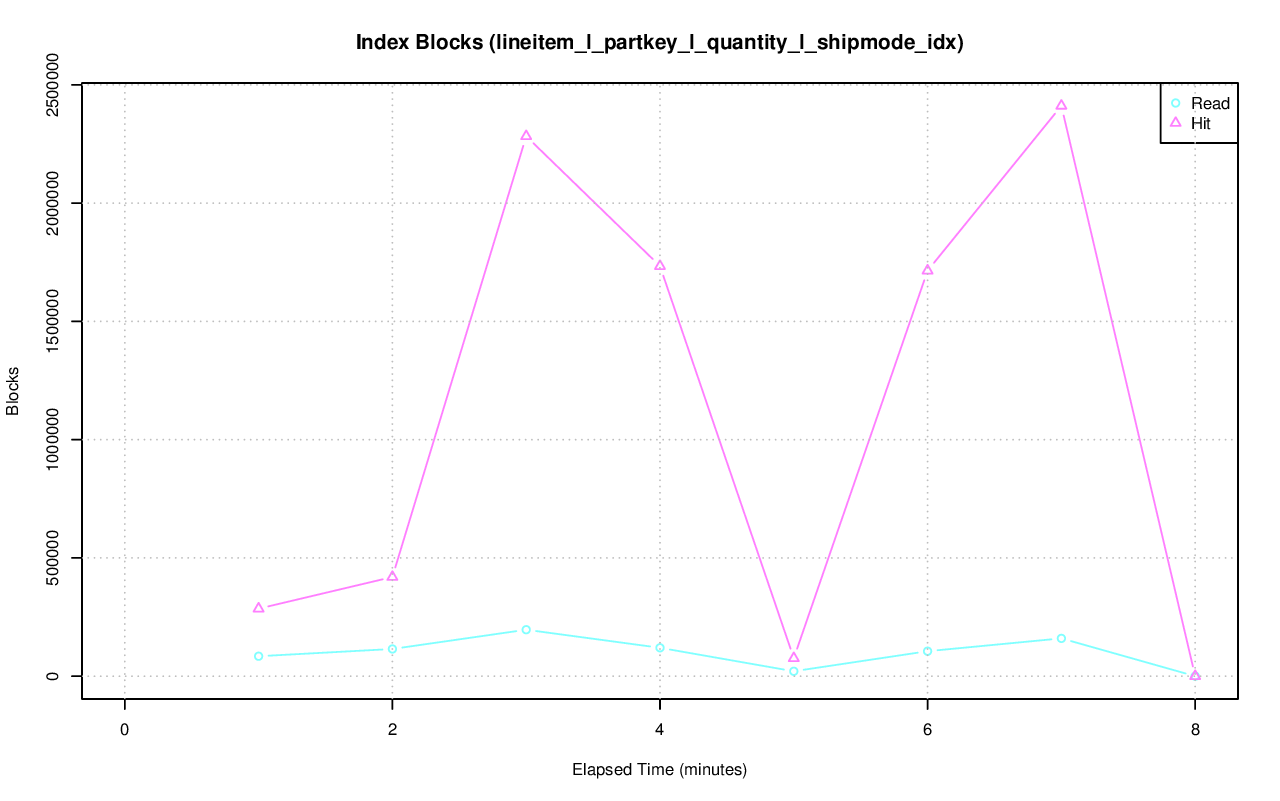 Index Blocks (lineitem_l_partkey_l_quantity_l_shipmode_idx)
Read
Hit
2500000
2000000
1500000
1000000
500000
0
Blocks
0 2 4 6 8
Elapsed Time (minutes)